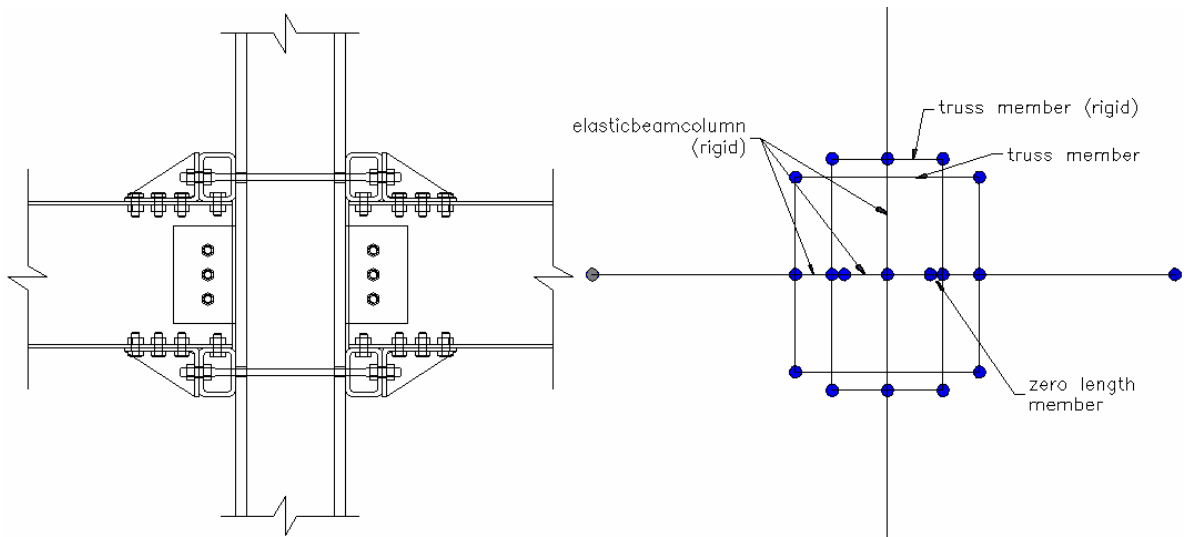 truss member (rigid)
elasticbeamcolumn
(rigid)
truss member
zero length
member